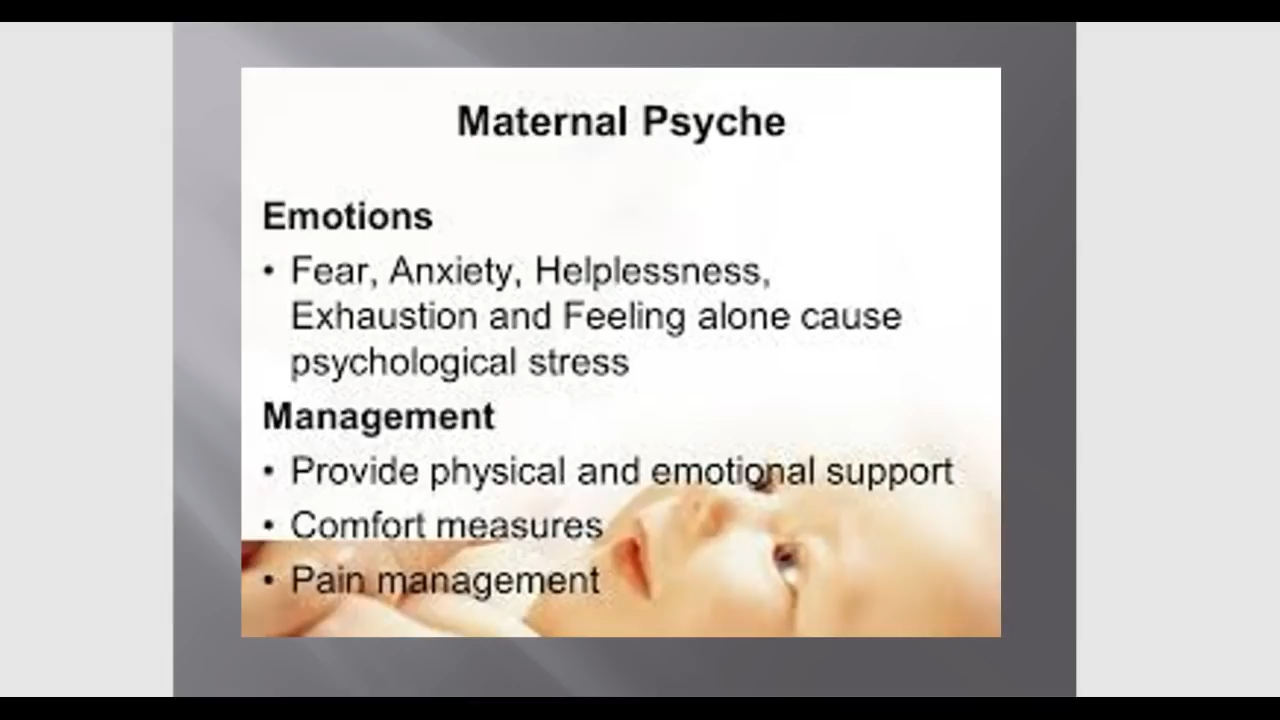 Maternal Psyche
Emotions
• Fear, Anxiety, Helplessness,
Exhaustion and Feeling alone cause
psychological stress
Management
• Provide physical and emotional support
• Comfort measures
• Pain management